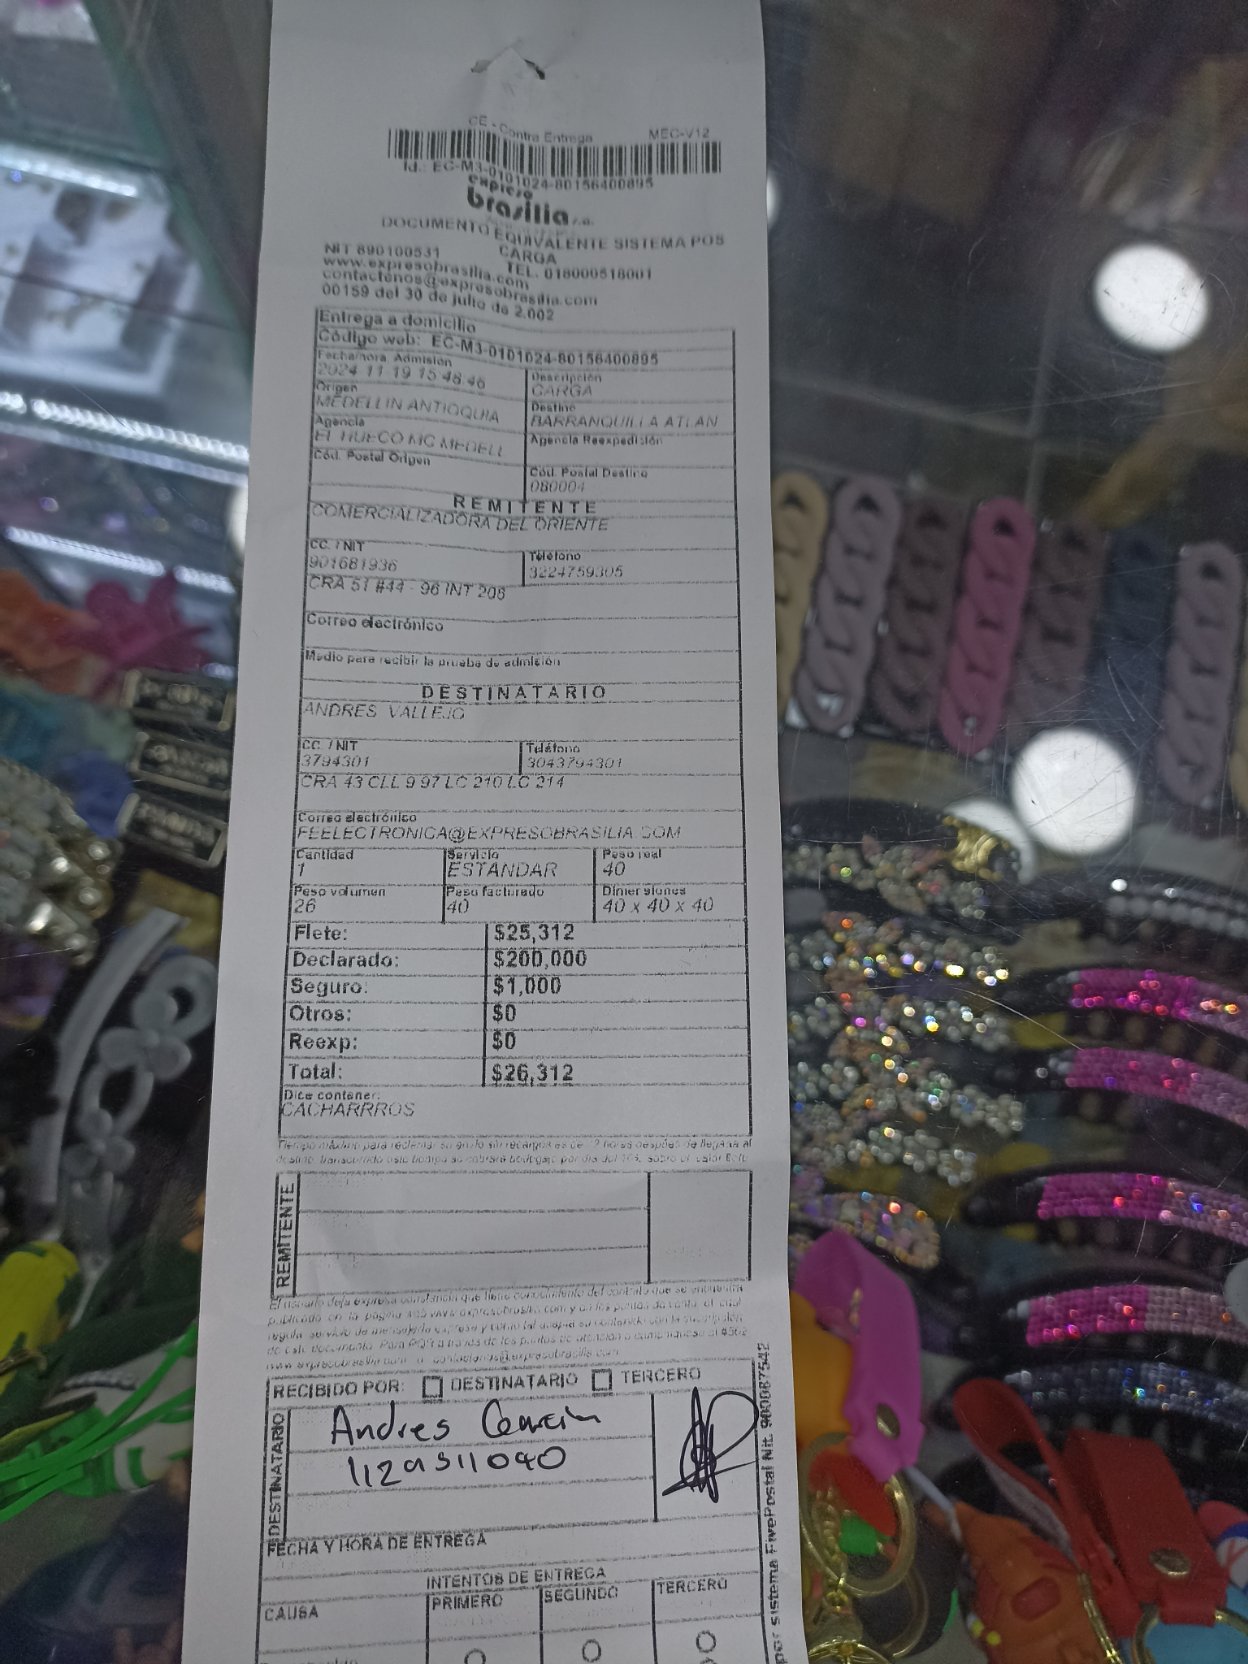 CE - Contra Entrega MEC-V12
Id.: EC-M3-0101024-80156400895
expreso
brasilia s.a.
DOCUMENTO EQUIVALENTE SISTEMA POS
CARGA
NIT 890100531 TEL. 018000518001
www.expresobrasilia.com
contactenos@expresobrasilia.com
00159 del 30 de julio de 2.002
Entrega a domicilio
Código web: EC-M3-0101024-80156400895
Fecha/hora Admisión
2024 11 19 15 48 46
Descripción
CARGA
Origen
MEDELLIN ANTIOQUIA
Destino
BARRANQUILLA ATLAN
Agencia
EL HUECO MC MEDELL
Agencia Reexpedición
Cód. Postal Origen
Cód. Postal Destino
080004
REMITENTE
COMERCIALIZADORA DEL ORIENTE
CC. / NIT
901681936
Teléfono
3224759305
CRA 51 #44 - 96 INT 206
Correo electrónico
Medio para recibir la prueba de admisión
DESTINATARIO
ANDRES VALLEJO
CC. / NIT
3794301
Teléfono
3043794301
CRA 43 CLL 9 97 LC 210 LC 214
Correo electrónico
FEELECTRONICA@EXPRESOBRASILIA.COM
Cantidad
1
Servicio
ESTANDAR
Peso real
40
Peso volumen
26
Peso facturado
40
Dimensiones
40 x 40 x 40
Flete: $25,312
Declarado: $200,000
Seguro: $1,000
Otros: $0
Reexp: $0
Total: $26,312
Dice contener:
CACHARRROS
REMITENTE
RECIBIDO POR: DESTINATARIO TERCERO
DESTINATARIO
Andres
1129511040
FECHA Y HORA DE ENTREGA
INTENTOS DE ENTREGA
CAUSA PRIMERO SEGUNDO TERCERO
por sistema FivePostal Nit. 900087542